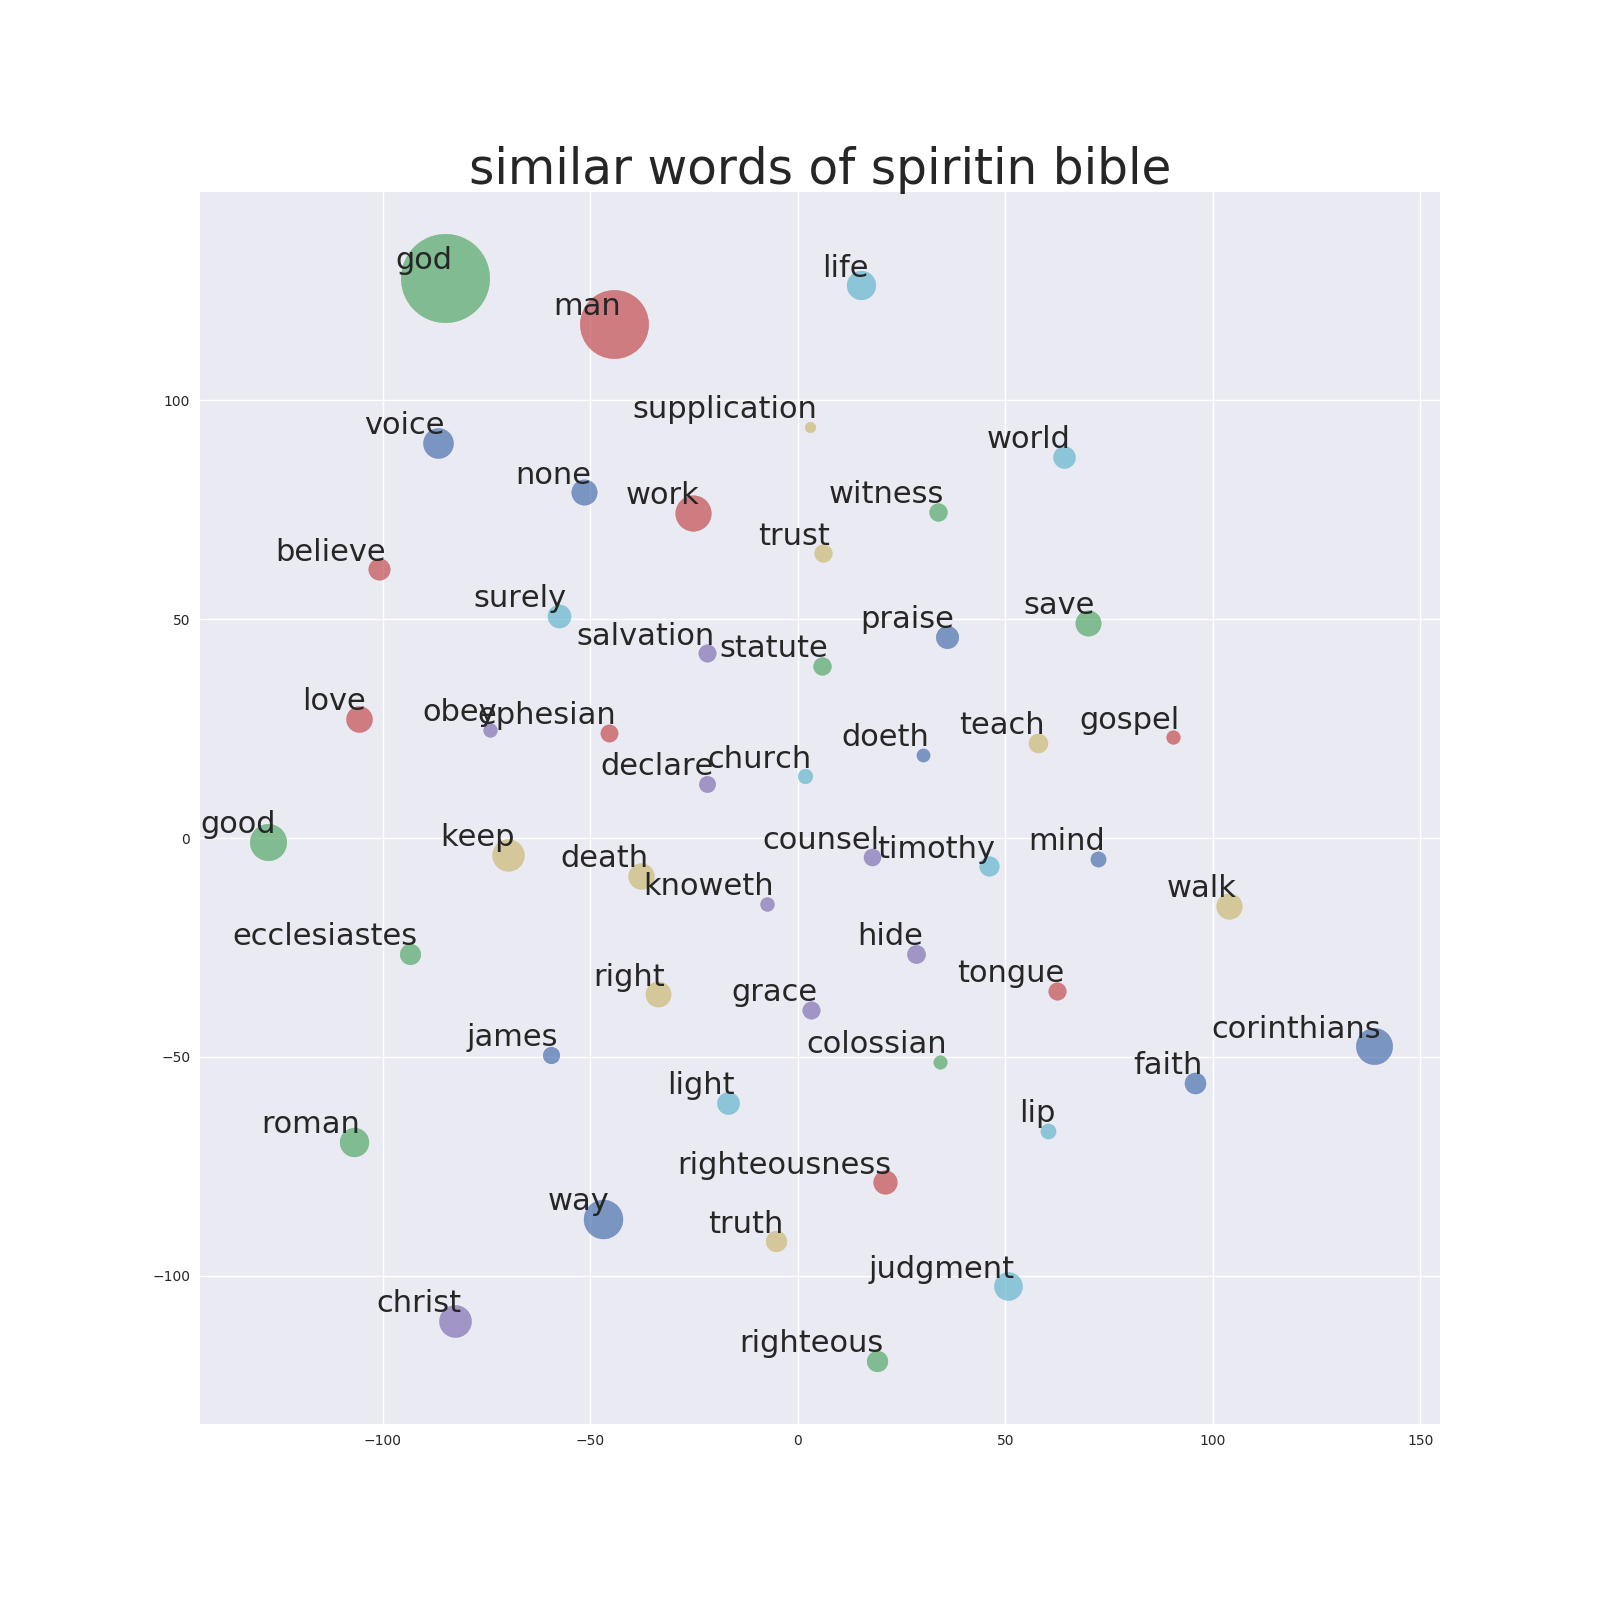 similar words of spiritin bible
god
life
man
supplication
voice
world
none
work
witness
trust
believe
surely
save
praise
salvation
statute
love
obey
ephesian
gospel
teach
doeth
declare
church
good
keep
counsel
timothy
mind
death
knoweth
walk
ecclesiastes
hide
right
tongue
grace
james
colossian
corinthians
faith
light
lip
roman
righteousness
way
truth
judgment
christ
righteous
100
50
0
−50
−100
−100
−50
0
50
100
150